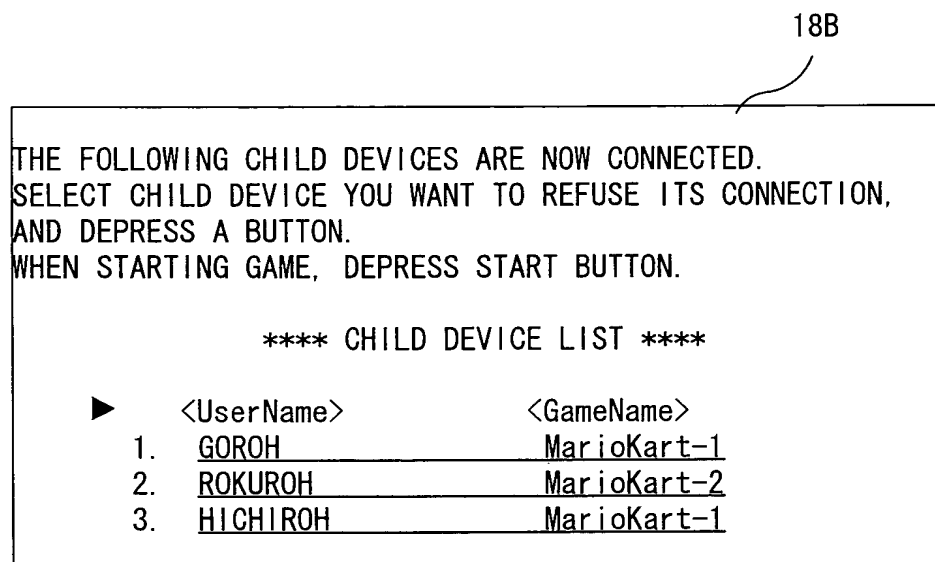 18B
THE FOLLOWING CHILD DEVICES ARE NOW CONNECTED.
SELECT CHILD DEVICE YOU WANT TO REFUSE ITS CONNECTION,
AND DEPRESS A BUTTON.
WHEN STARTING GAME, DEPRESS START BUTTON.
**** CHILD DEVICE LIST ****
▶ <UserName> <GameName>
1. GOROH MarioKart-1
2. ROKUROH MarioKart-2
3. HICHIROH MarioKart-1